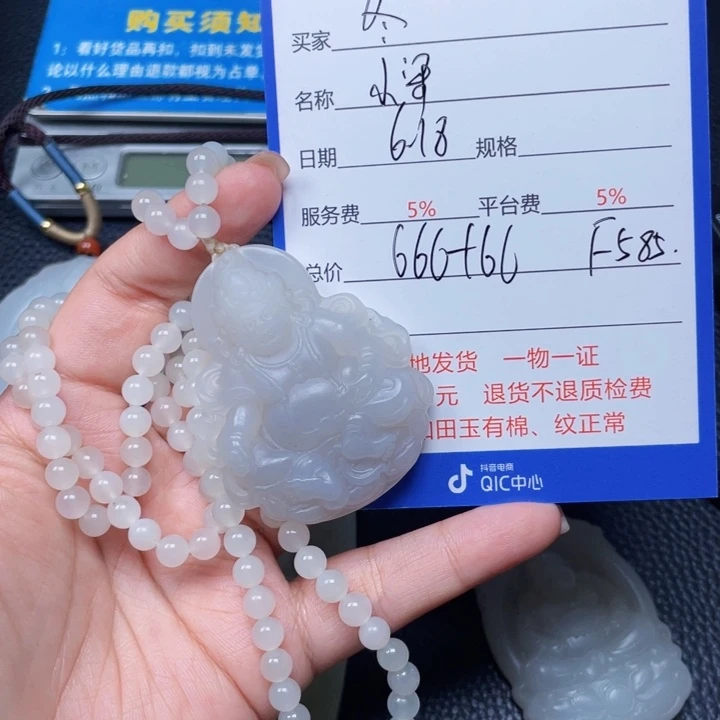 购买须知
1：看好货品再扣，扣到未发货
论以什么理由退款都视为占单
买家
名称
日期 618 规格
服务费 5% 平台费 5%
总价 666+66 F585.
地发货 一物一证
元 退货不退质检费
田玉有棉、纹正常
抖音电商
QIC中心